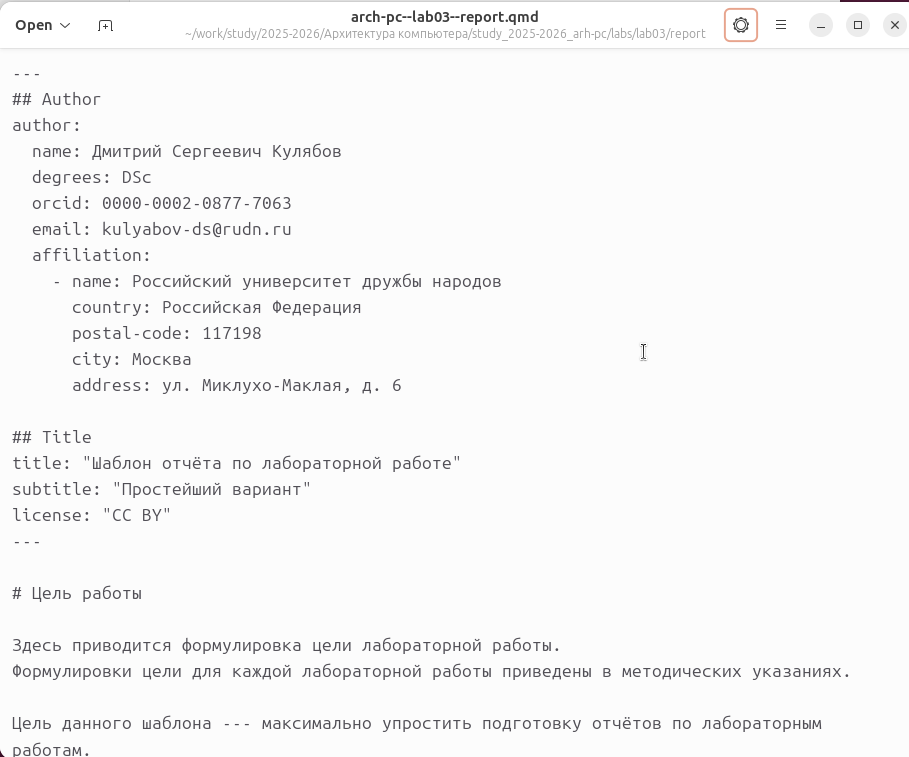 Open
arch-pc--lab03--report.qmd
~/work/study/2025-2026/Архитектура компьютера/study_2025-2026_arh-pc/labs/lab03/report
---
## Author
author:
  name: Дмитрий Сергеевич Кулябов
  degrees: DSc
  orcid: 0000-0002-0877-7063
  email: kulyabov-ds@rudn.ru
  affiliation:
    - name: Российский университет дружбы народов
      country: Российская Федерация
      postal-code: 117198
      city: Москва
      address: ул. Миклухо-Маклая, д. 6
## Title
title: "Шаблон отчёта по лабораторной работе"
subtitle: "Простейший вариант"
license: "CC BY"
---
# Цель работы
Здесь приводится формулировка цели лабораторной работы.
Формулировки цели для каждой лабораторной работы приведены в методических указаниях.
Цель данного шаблона --- максимально упростить подготовку отчётов по лабораторным
работам.